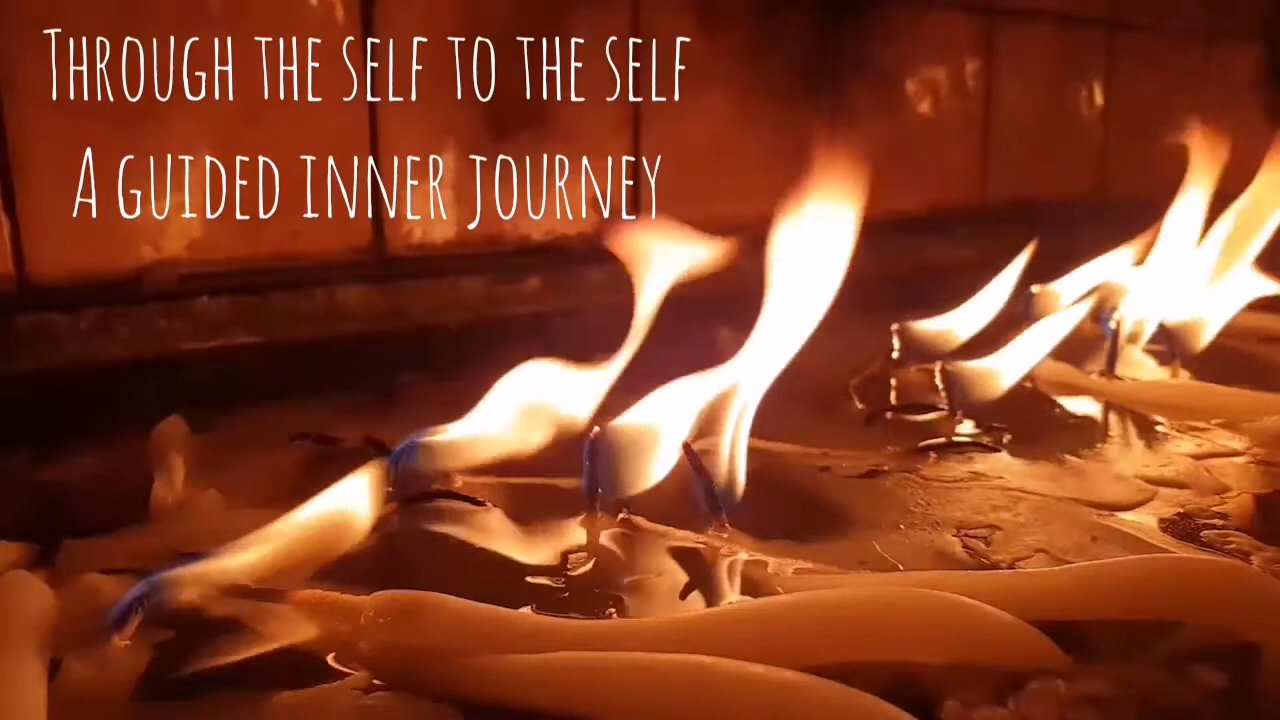 Through the self to the self
A guided inner journey